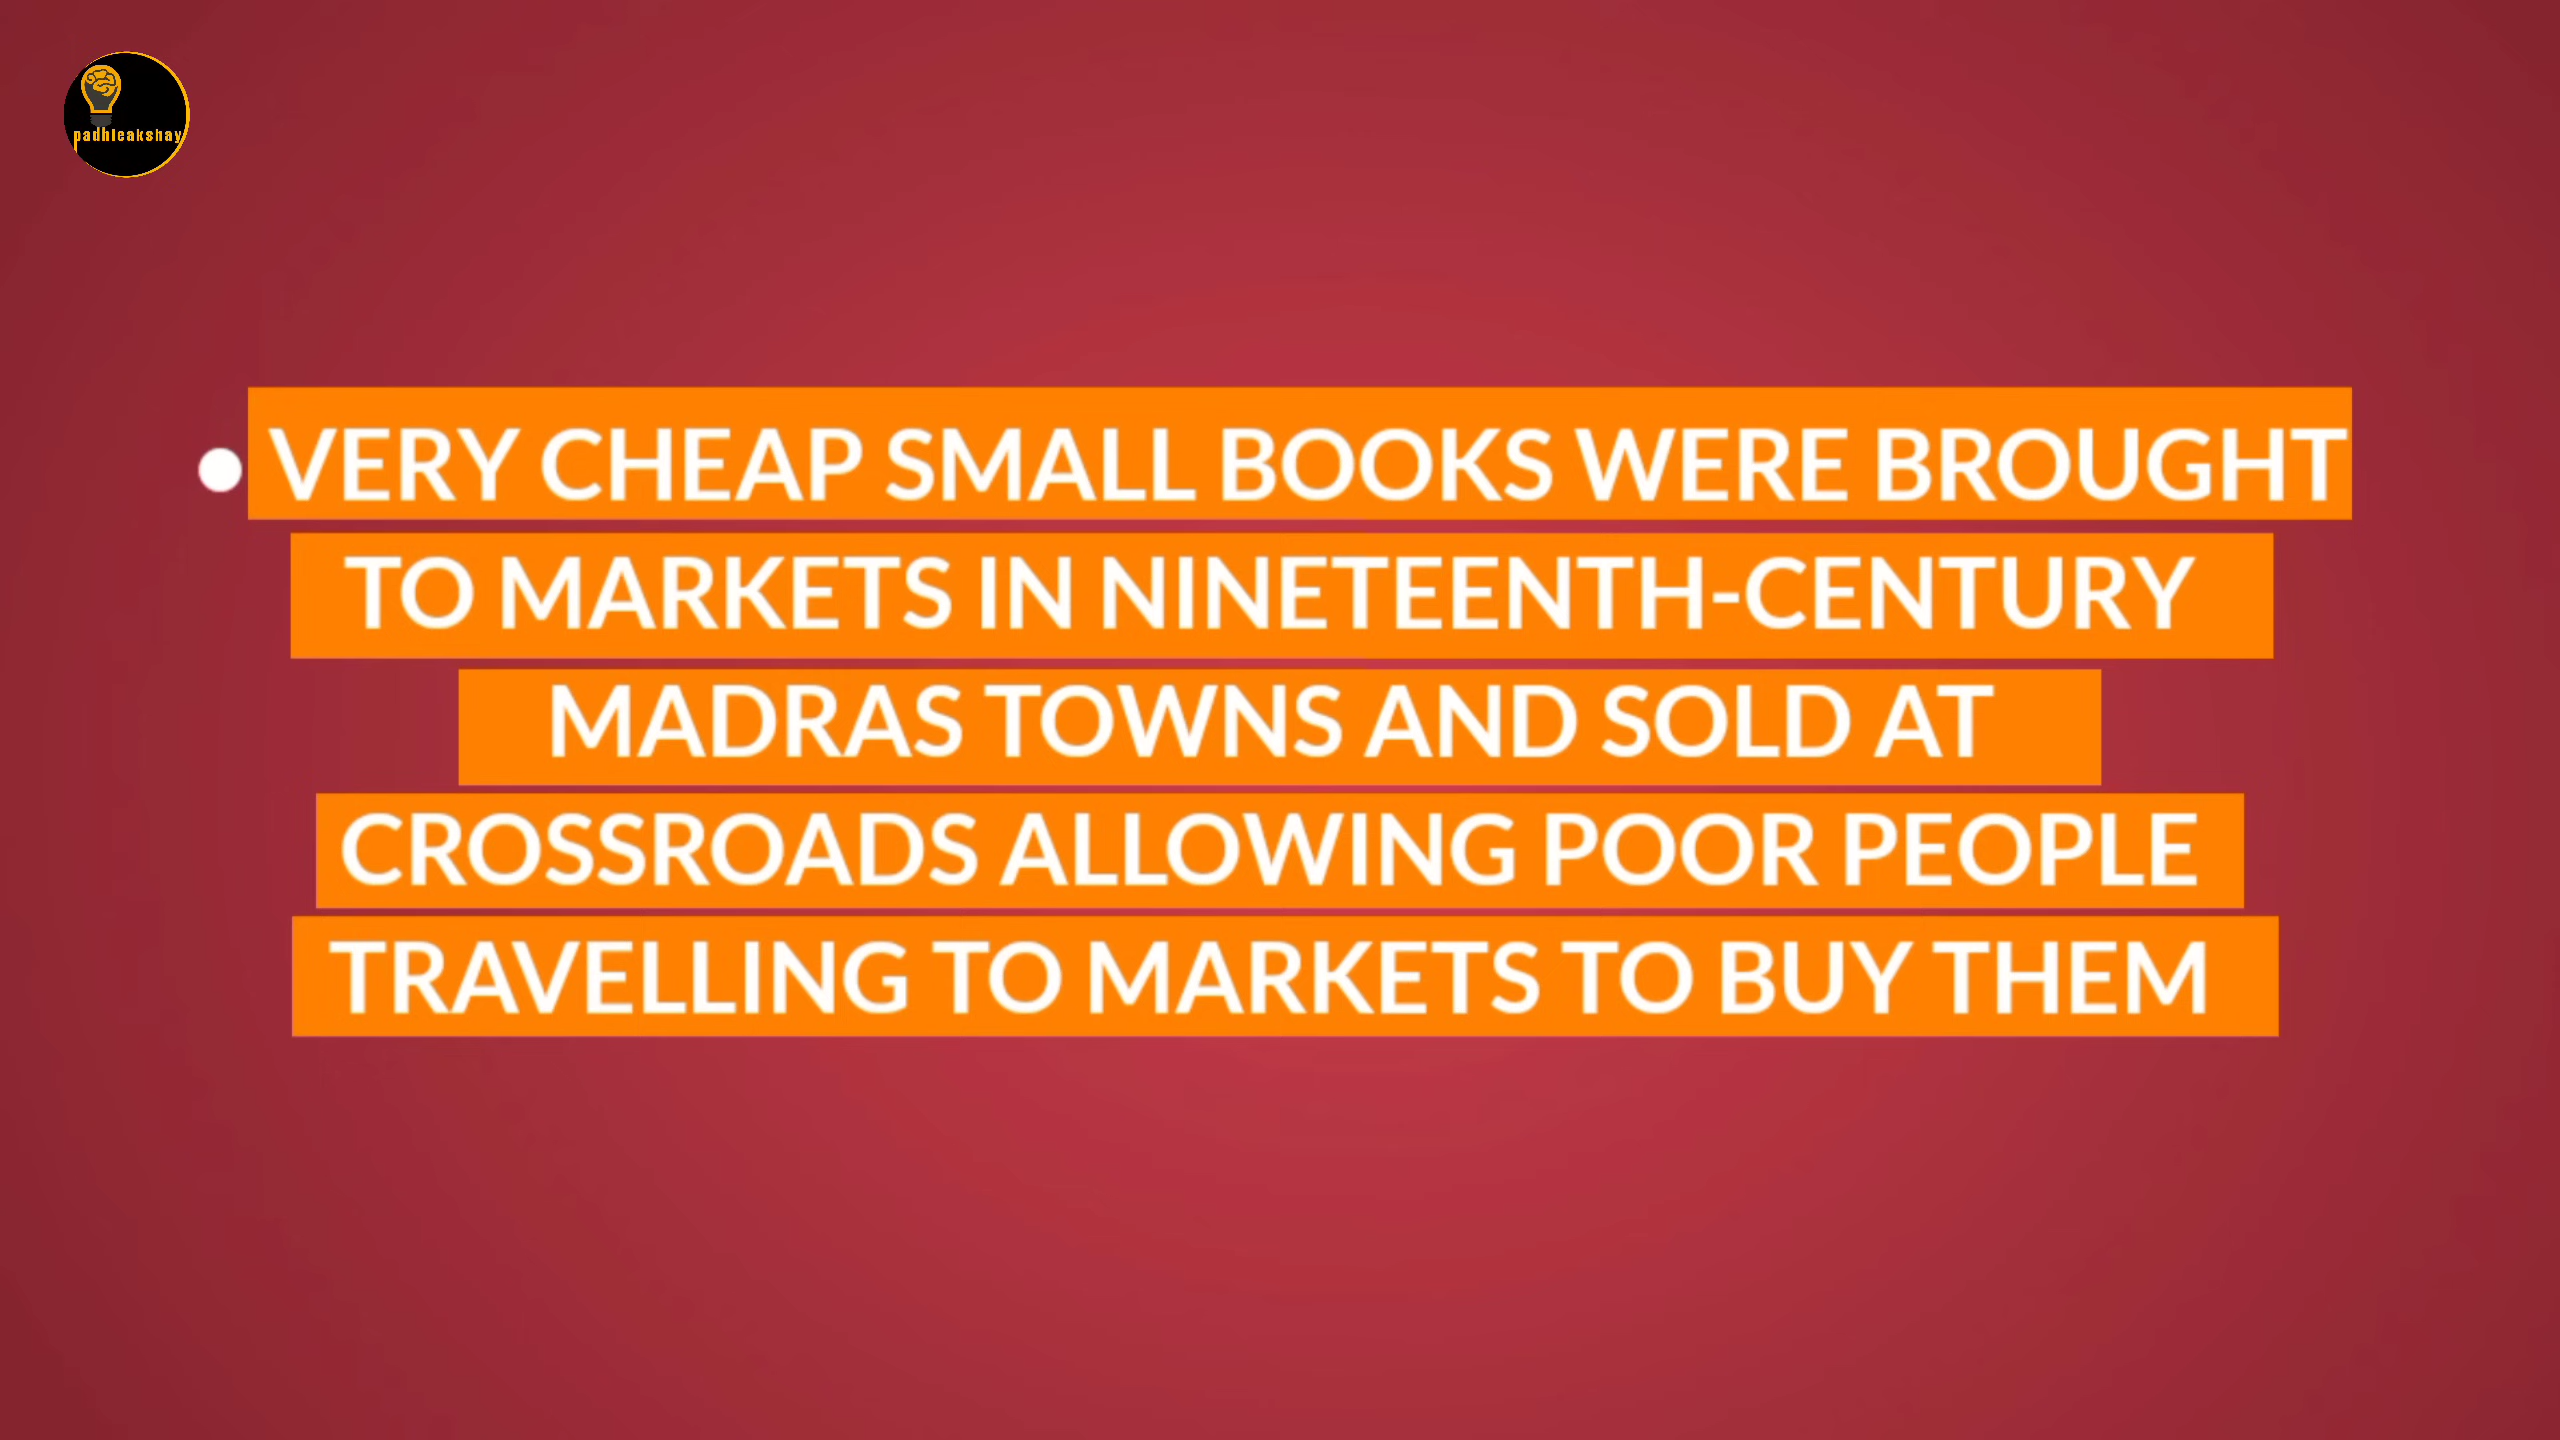 padhleakshay
• VERY CHEAP SMALL BOOKS WERE BROUGHT
TO MARKETS IN NINETEENTH-CENTURY
MADRAS TOWNS AND SOLD AT
CROSSROADS ALLOWING POOR PEOPLE
TRAVELLING TO MARKETS TO BUY THEM